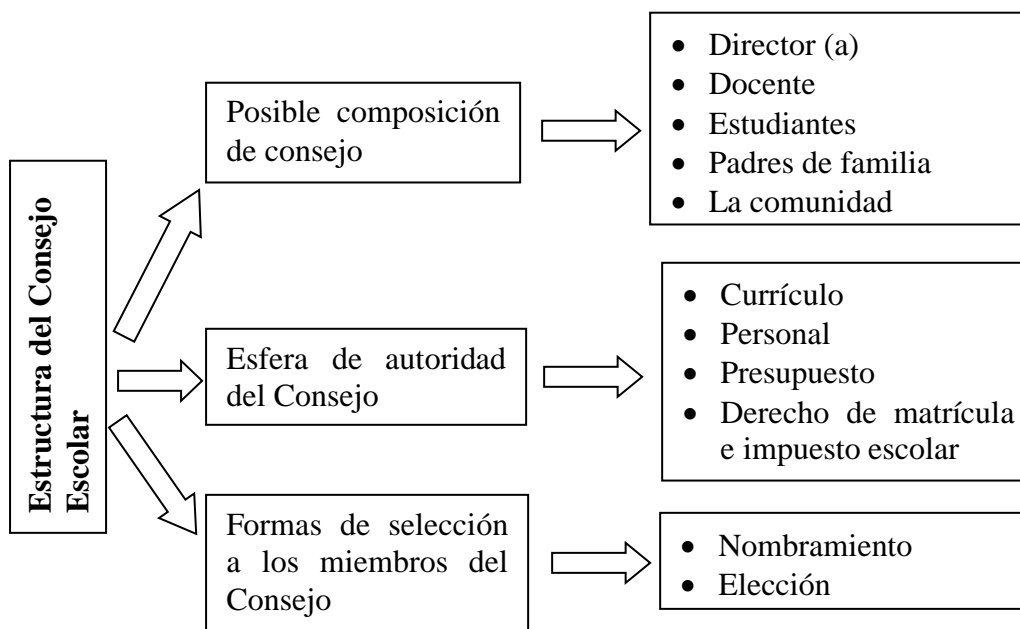 Estructura del Consejo
Escolar
Posible composición
de consejo
• Director (a)
• Docente
• Estudiantes
• Padres de familia
• La comunidad
Esfera de autoridad
del Consejo
• Currículo
• Personal
• Presupuesto
• Derecho de matrícula
e impuesto escolar
Formas de selección
a los miembros del
Consejo
• Nombramiento
• Elección